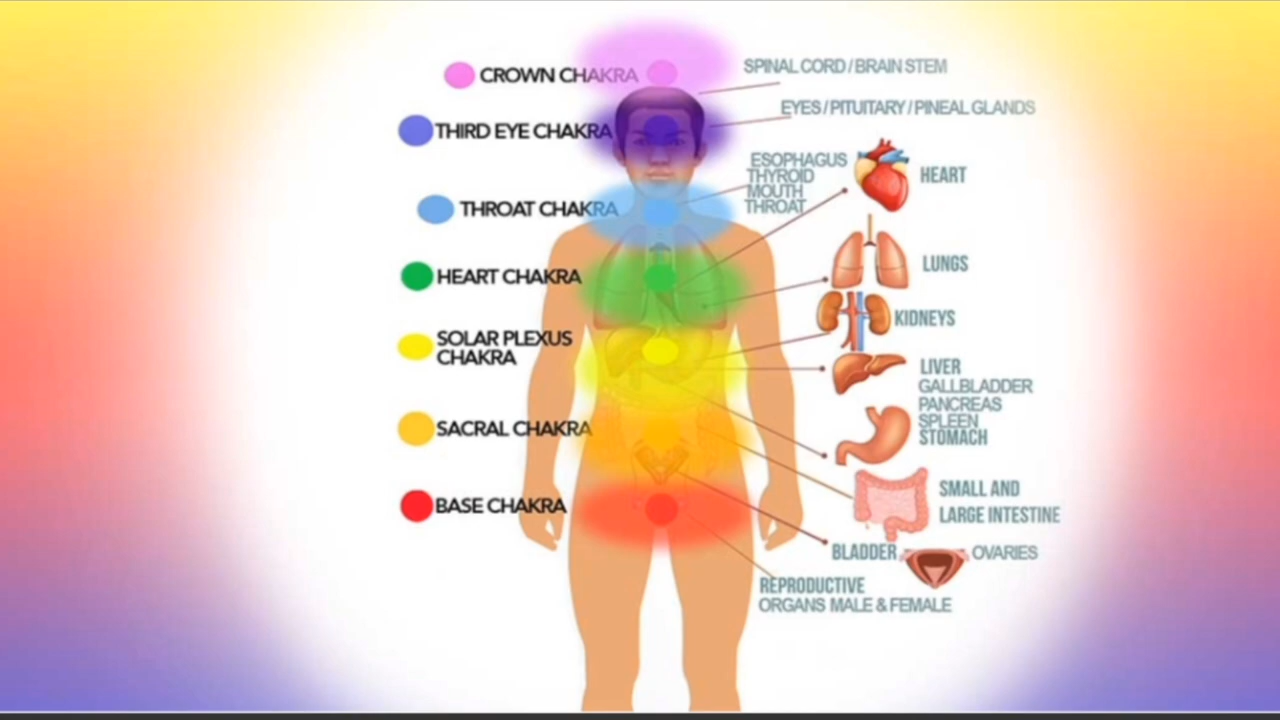 CROWN CHAKRA
THIRD EYE CHAKRA
THROAT CHAKRA
HEART CHAKRA
SOLAR PLEXUS
CHAKRA
SACRAL CHAKRA
BASE CHAKRA
SPINAL CORD / BRAIN STEM
EYES / PITUITARY / PINEAL GLANDS
ESOPHAGUS
THYROID
MOUTH
THROAT
HEART
LUNGS
KIDNEYS
LIVER
GALLBLADDER
PANCREAS
SPLEEN
STOMACH
SMALL AND
LARGE INTESTINE
BLADDER
OVARIES
REPRODUCTIVE
ORGANS MALE & FEMALE